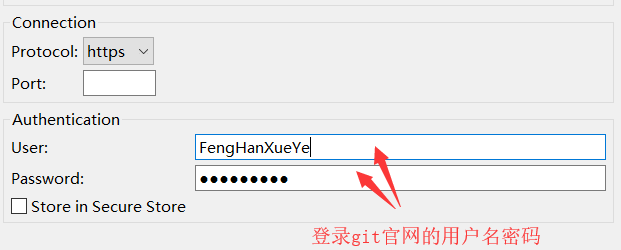 Connection
Protocol: https
Port:
Authentication
User: FengHanXueYe
Password: ●●●●●●●●●
Store in Secure Store
登录git官网的用户名密码